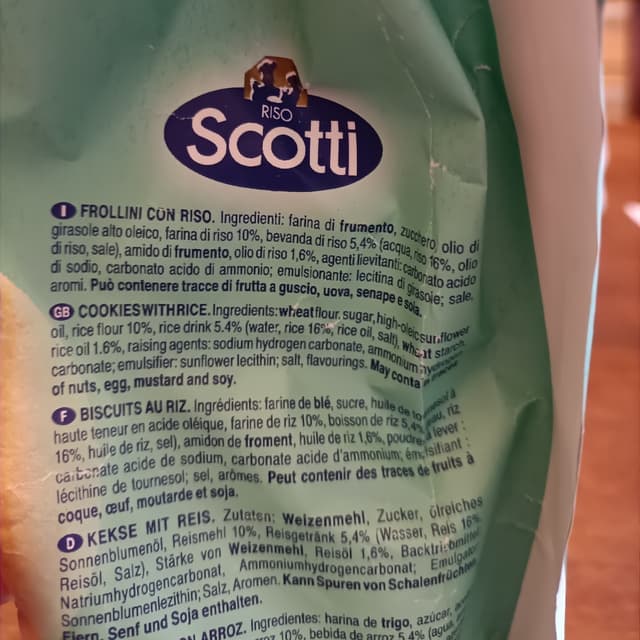 RISO
Scotti
I FROLLINI CON RISO. Ingredienti: farina di frumento, zucchero, olio di
girasole alto oleico, farina di riso 10%, bevanda di riso 5,4% (acqua, riso 16%, olio
di riso, sale), amido di frumento, olio di riso 1,6%, agenti lievitanti: carbonato acido
di sodio, carbonato acido di ammonio; emulsionante: lecitina di girasole; sale,
aromi. Può contenere tracce di frutta a guscio, uova, senape e soia.
GB COOKIES WITH RICE. Ingredients: wheat flour, sugar, high-oleic sunflower
oil, rice flour 10%, rice drink 5.4% (water, rice 16%, rice oil, salt), wheat starch,
rice oil 1.6%, raising agents: sodium hydrogen carbonate, ammonium hydrogen
carbonate; emulsifier: sunflower lecithin; salt, flavourings. May contain traces
of nuts, egg, mustard and soy.
F BISCUITS AU RIZ. Ingrédients: farine de blé, sucre, huile de tournesol à
haute teneur en acide oléique, farine de riz 10%, boisson de riz 5,4% (eau, riz
16%, huile de riz, sel), amidon de froment, huile de riz 1,6%, poudre à lever :
carbonate acide de sodium, carbonate acide d'ammonium; émulsifiant :
lécithine de tournesol; sel, arômes. Peut contenir des traces de fruits à
coque, œuf, moutarde et soja.
D KEKSE MIT REIS. Zutaten: Weizenmehl, Zucker, ölreiches
Sonnenblumenöl, Reismehl 10%, Reisgetränk 5,4% (Wasser, Reis 16%,
Reisöl, Salz), Stärke von Weizenmehl, Reisöl 1,6%, Backtriebmittel:
Natriumhydrogencarbonat, Ammoniumhydrogencarbonat; Emulgator:
Sonnenblumenlezithin; Salz, Aromen. Kann Spuren von Schalenfrüchten,
Eiern, Senf und Soja enthalten.
ARROZ. Ingredientes: harina de trigo, azúcar,
10%, bebida de arroz 5,4% (agua,